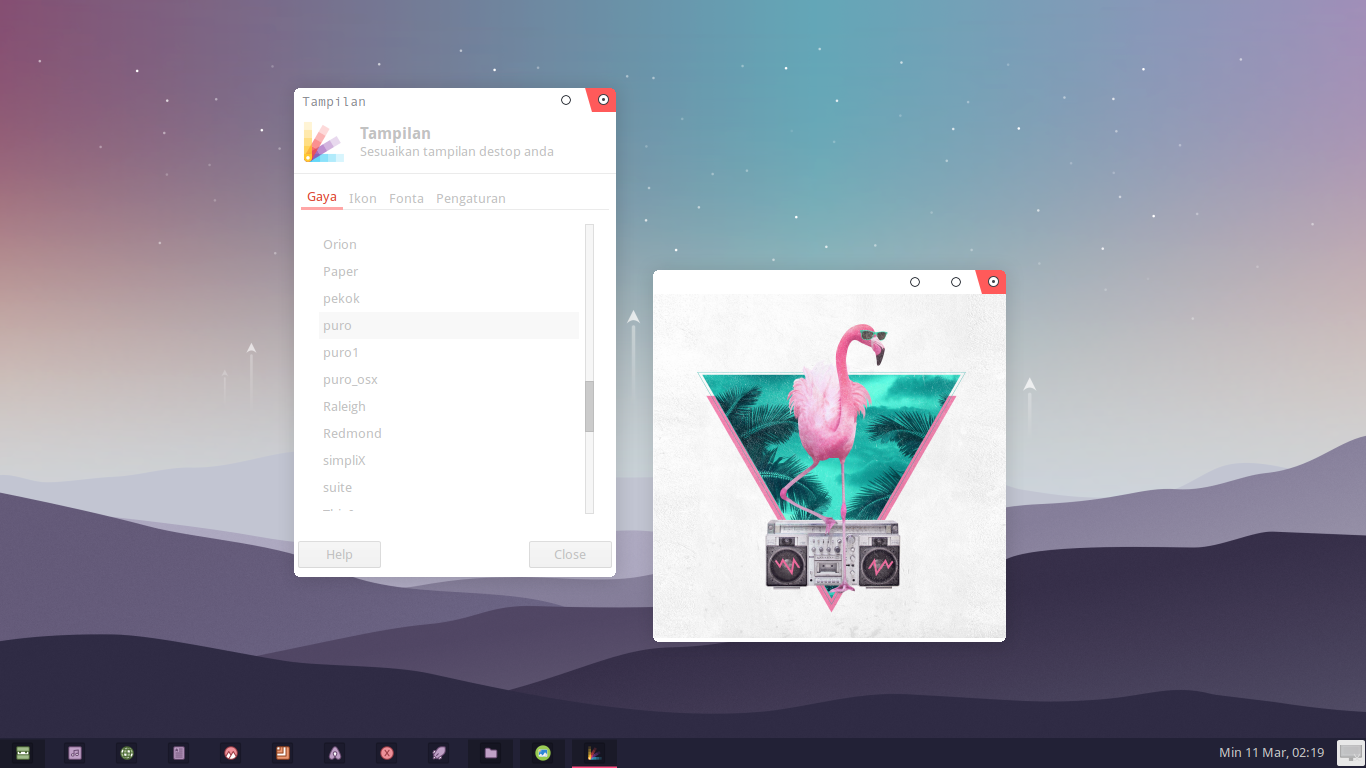 Tampilan
Tampilan
Sesuaikan tampilan destop anda
Gaya Ikon Fonta Pengaturan
Orion
Paper
pekok
puro
puro1
puro_osx
Raleigh
Redmond
simpliX
suite
Help Close
Min 11 Mar, 02:19